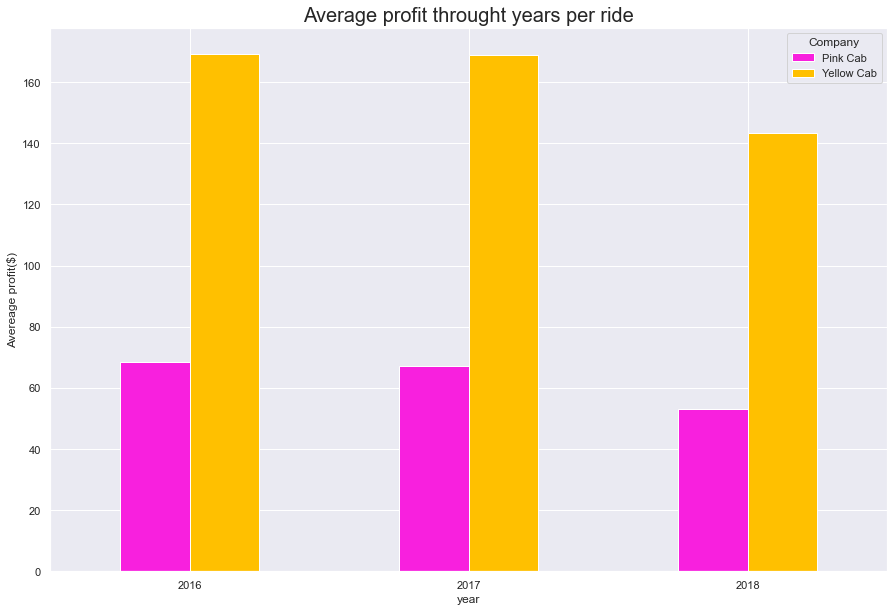 Average profit throught years per ride
Company
Pink Cab
Yellow Cab
Avereage profit($)
160
140
120
100
80
60
40
20
0
2016 2017 2018
year